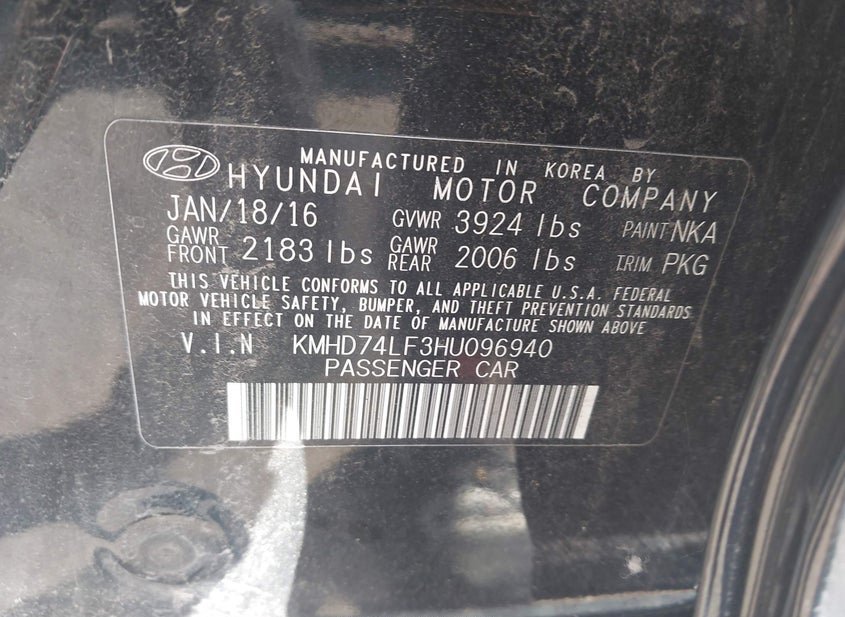 MANUFACTURED IN KOREA BY
HYUNDAI MOTOR COMPANY
JAN/18/16 GVWR 3924 lbs PAINT NKA
GAWR FRONT 2183 lbs GAWR REAR 2006 lbs TRIM PKG
THIS VEHICLE CONFORMS TO ALL APPLICABLE U.S.A. FEDERAL
MOTOR VEHICLE SAFETY, BUMPER, AND THEFT PREVENTION STANDARDS
IN EFFECT ON THE DATE OF MANUFACTURE SHOWN ABOVE
V.I.N KMHD74LF3HU096940
PASSENGER CAR